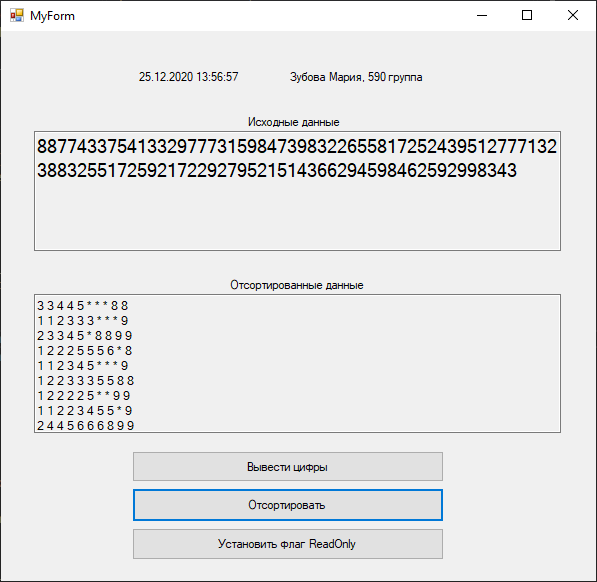 MyForm
25.12.2020 13:56:57 Зубова Мария, 590 группа
Исходные данные
8877433754133297773159847398322655817252439512777132
388325517259217229279521514366294598462592998343
Отсортированные данные
3 3 4 4 5 * * * 8 8
1 1 2 3 3 3 * * * 9
2 3 3 4 5 * 8 8 9 9
1 2 2 2 5 5 5 6 * 8
1 1 2 3 4 5 * * * 9
1 2 2 3 3 3 5 5 8 8
1 2 2 2 2 5 * * 9 9
1 1 2 2 3 4 5 5 * 9
2 4 4 5 6 6 6 8 9 9
Вывести цифры
Отсортировать
Установить флаг ReadOnly